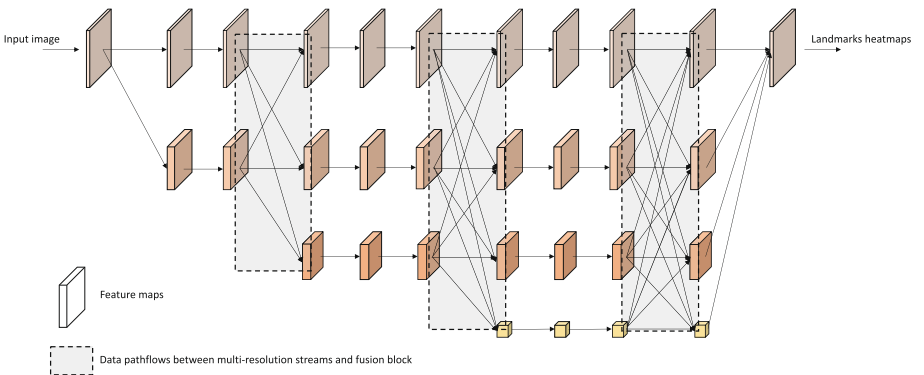 Input image
Landmarks heatmaps
Feature maps
Data pathflows between multi-resolution streams and fusion block